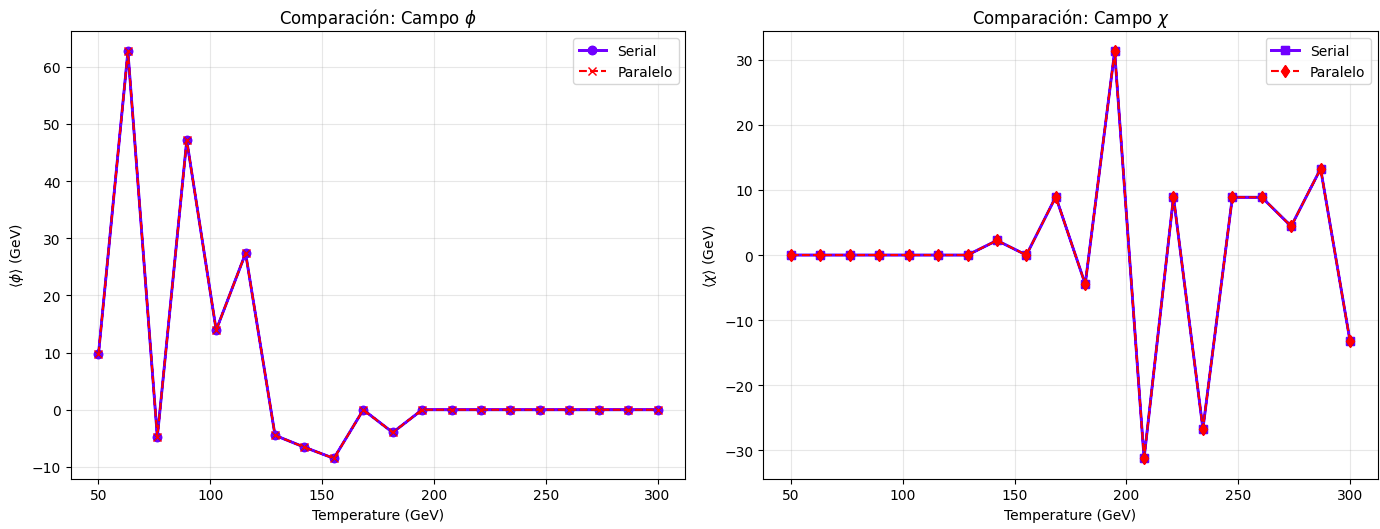 Comparación: Campo ϕ
60
50
40
30
20
10
0
−10
50
100
150
200
250
300
⟨ϕ⟩ (GeV)
Temperature (GeV)
Serial
Paralelo
Comparación: Campo χ
30
20
10
0
−10
−20
−30
50
100
150
200
250
300
⟨χ⟩ (GeV)
Temperature (GeV)
Serial
Paralelo